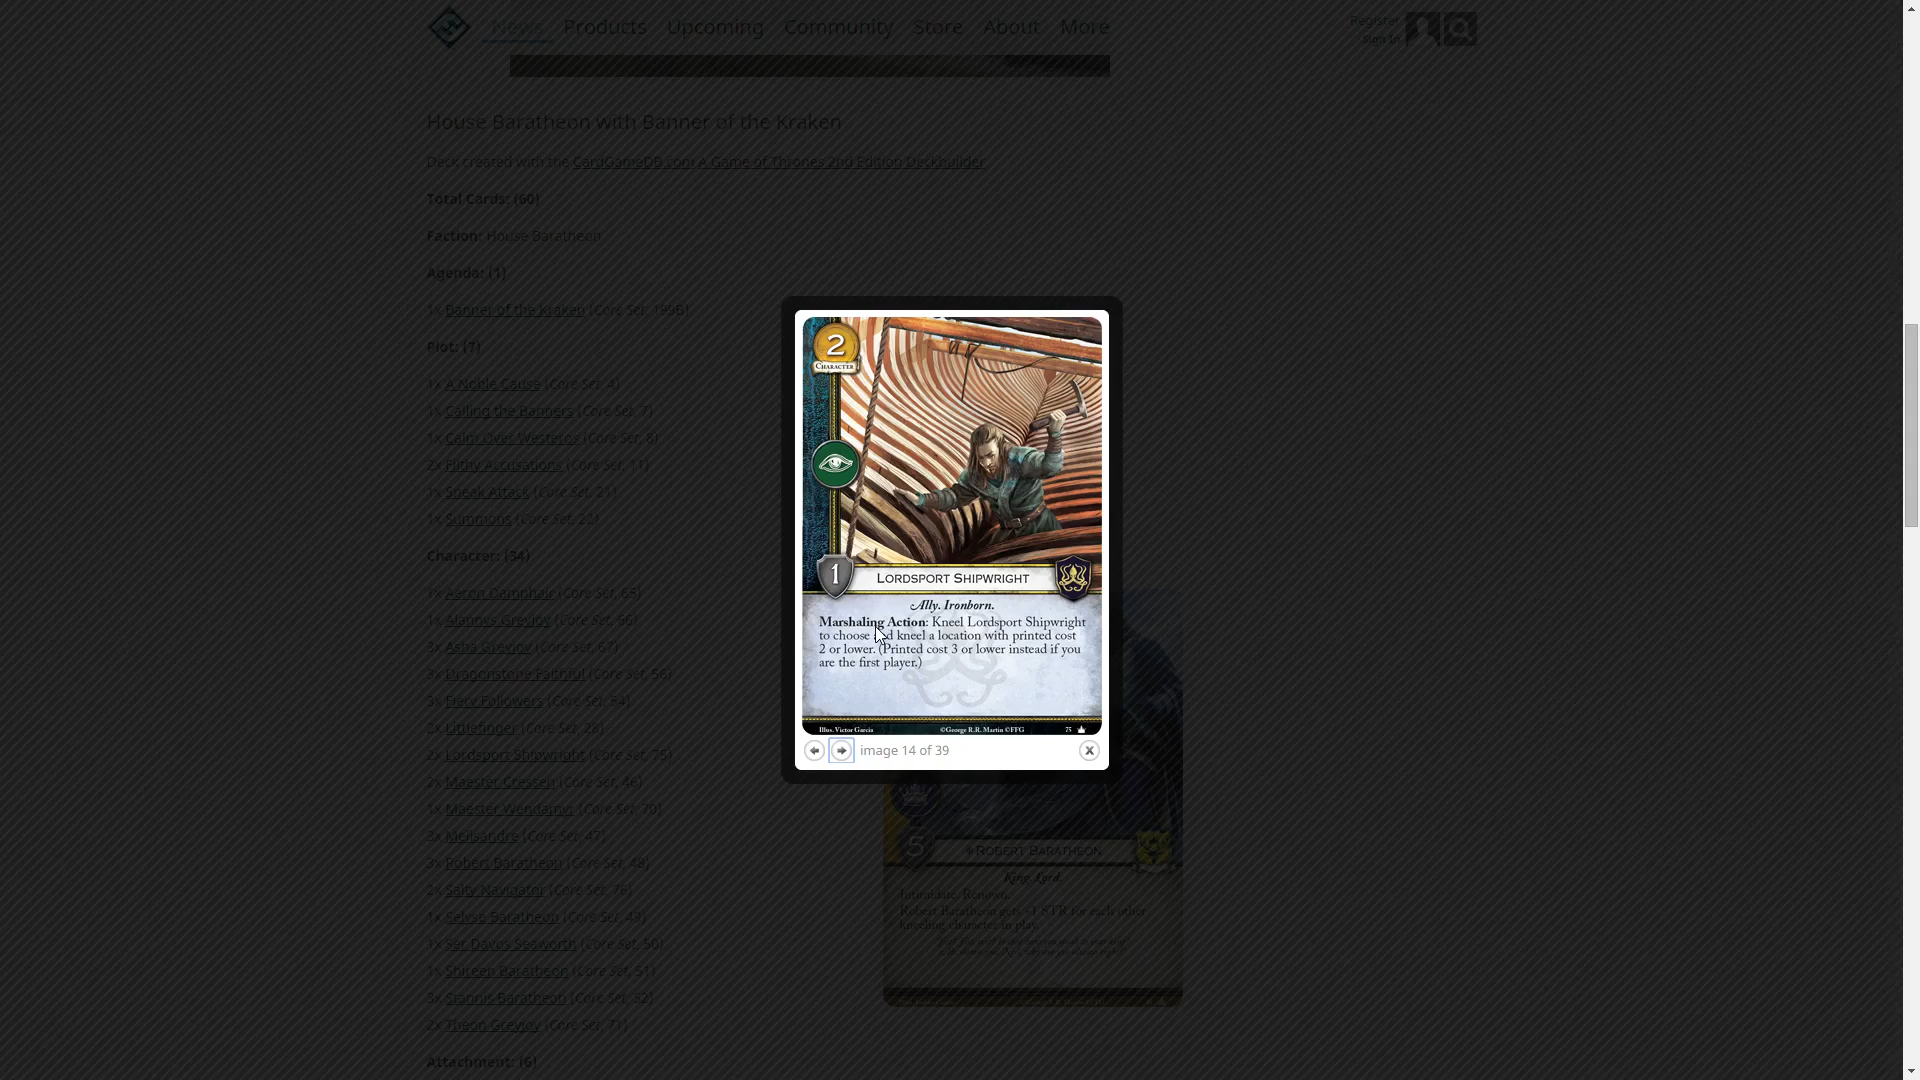 News Products Upcoming Community Store About More
Register
Sign In
House Baratheon with Banner of the Kraken
Deck created with the CardGameDB.com A Game of Thrones 2nd Edition Deckbuilder
Total Cards: (60)
Faction: House Baratheon
Agenda: (1)
1x Banner of the Kraken (Core Set, 199B)
Plot: (7)
1x A Noble Cause (Core Set, 4)
1x Calling the Banners (Core Set, 7)
1x Calm Over Westeros (Core Set, 8)
2x Filthy Accusations (Core Set, 11)
1x Sneak Attack (Core Set, 21)
1x Summons (Core Set, 22)
Character: (34)
1x Aeron Damphair (Core Set, 65)
1x Alannys Greyjoy (Core Set, 66)
3x Asha Greyjoy (Core Set, 67)
3x Dragonstone Faithful (Core Set, 56)
3x Fiery Followers (Core Set, 54)
2x Littlefinger (Core Set, 28)
2x Lordsport Shipwright (Core Set, 75)
2x Maester Cressen (Core Set, 46)
1x Maester Wendamyr (Core Set, 70)
3x Melisandre (Core Set, 47)
3x Robert Baratheon (Core Set, 48)
2x Salty Navigator (Core Set, 76)
1x Selyse Baratheon (Core Set, 49)
1x Ser Davos Seaworth (Core Set, 50)
1x Shireen Baratheon (Core Set, 51)
3x Stannis Baratheon (Core Set, 52)
2x Theon Greyjoy (Core Set, 71)
Attachment: (6)
2
Character
1
Lordsport Shipwright
Ally. Ironborn.
Marshaling Action: Kneel Lordsport Shipwright
to choose and kneel a location with printed cost
2 or lower. (Printed cost 3 or lower instead if you
are the first player.)
Illus. Victor Garcia ©George R.R. Martin ©FFG 75
image 14 of 39
5
Robert Baratheon
King. Lord.
Intimidate. Renown.
Robert Baratheon gets +1 STR for each other
kneeling character in play.